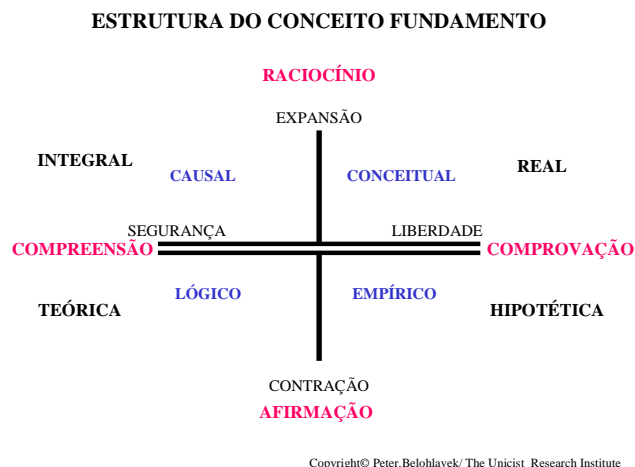 ESTRUTURA DO CONCEITO FUNDAMENTO
RACIOCÍNIO
EXPANSÃO
INTEGRAL
CAUSAL
CONCEITUAL
REAL
SEGURANÇA
LIBERDADE
COMPREENSÃO
COMPROVAÇÃO
TEÓRICA
LÓGICO
EMPÍRICO
HIPOTÉTICA
CONTRAÇÃO
AFIRMAÇÃO
Copyright© Peter.Belohlavek/ The Unicist Research Institute